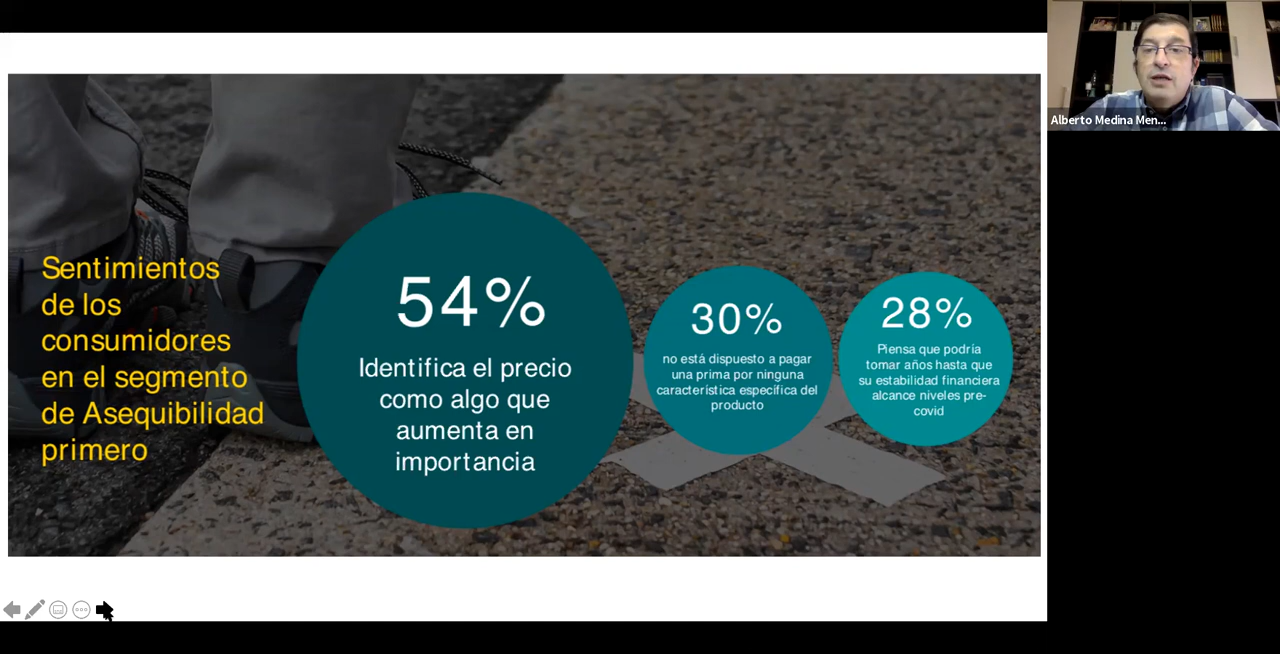 Sentimientos
de los
consumidores
en el segmento
de Asequibilidad
primero
54%
Identifica el precio
como algo que
aumenta en
importancia
30%
no está dispuesto a pagar
una prima por ninguna
característica específica del
producto
28%
Piensa que podría
tomar años hasta que
su estabilidad financiera
alcance niveles pre-
covid
Alberto Medina Men...